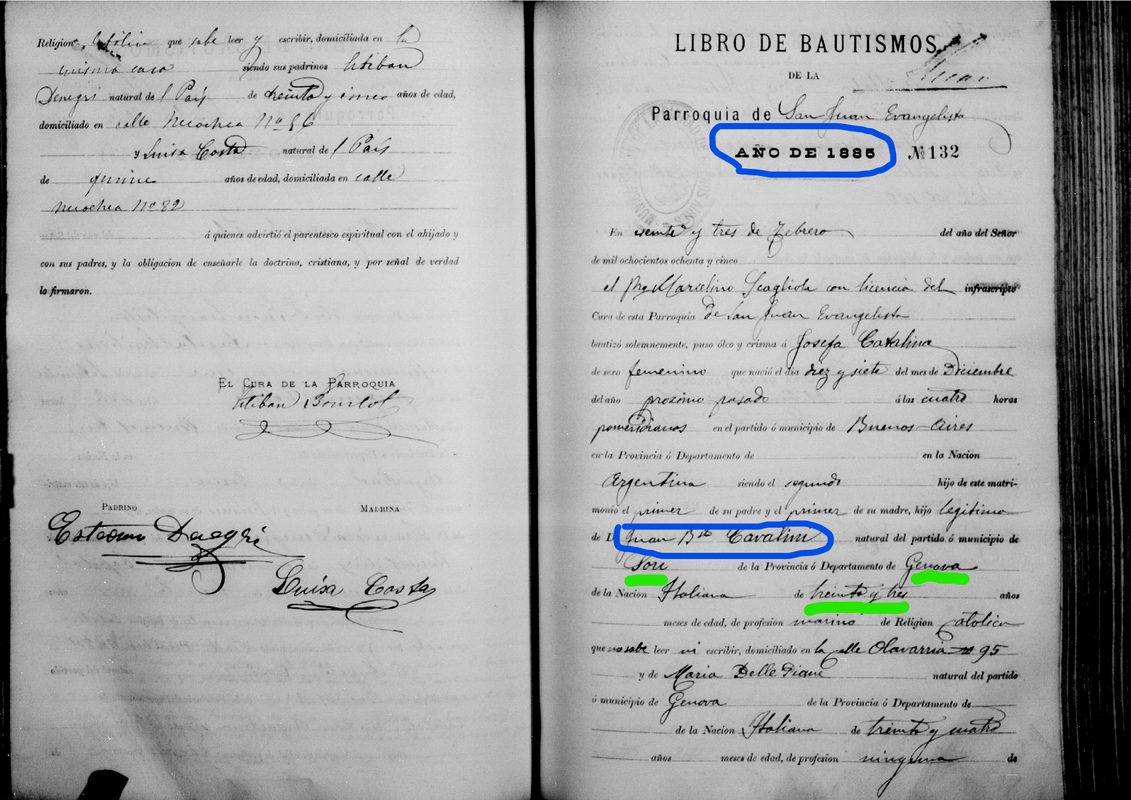 Religion Católica que sabe leer y escribir, domiciliada en la
misma casa siendo sus padrinos Esteban
Denegri natural de l País de treinta y cinco años de edad,
domiciliado en calle Necochea Nº 56
y Luisa Costa natural de l País
de quince años de edad, domiciliada en calle
Necochea Nº 82
á quienes advirtió el parentesco espiritual con el ahijado y
con sus padres, y la obligacion de enseñarle la doctrina, cristiana, y por señal de verdad
lo firmaron.
EL CURA DE LA PARROQUIA
Esteban Bourlot
PADRINO
MADRINA
Esteban Denegri
Luisa Costa
LIBRO DE BAUTISMOS
DE LA
Parroquia de San Juan Evangelista
AÑO DE 1885 Nº 132
En veinte y tres de Febrero del año del Señor
de mil ochocientos ochenta y cinco
el Pbro Marcelino Scagliola con licencia del infrascripto
Cura de esta Parroquia de San Juan Evangelista
bautizó solemnemente, puso óleo y crisma á Josefa Catalina
de sexo femenino que nació el dia diez y siete del mes de Diciembre
del año proximo pasado á las cuatro horas
pomeridianas en el partido ó municipio de Buenos-Aires
en la Provincia ó Departamento de en la Nacion
Argentina siendo el segundo hijo de este matri-
monio el primer de su padre y el primer de su madre, hijo legitimo
de D. Juan Bta Cavalini natural del partido ó municipio de
Sori de la Provincia ó Departamento de Genova
de la Nacion Italiana de treinta y tres años
meses de edad, de profesion marino de Religion Católica
que no sabe leer ni escribir, domiciliado en la calle Olavarria nº 95
y de Maria Delle Piane natural del partido
ó municipio de Genova de la Provincia ó Departamento de
de la Nacion Italiana de treinta y cuatro
años meses de edad, de profesion ninguna de